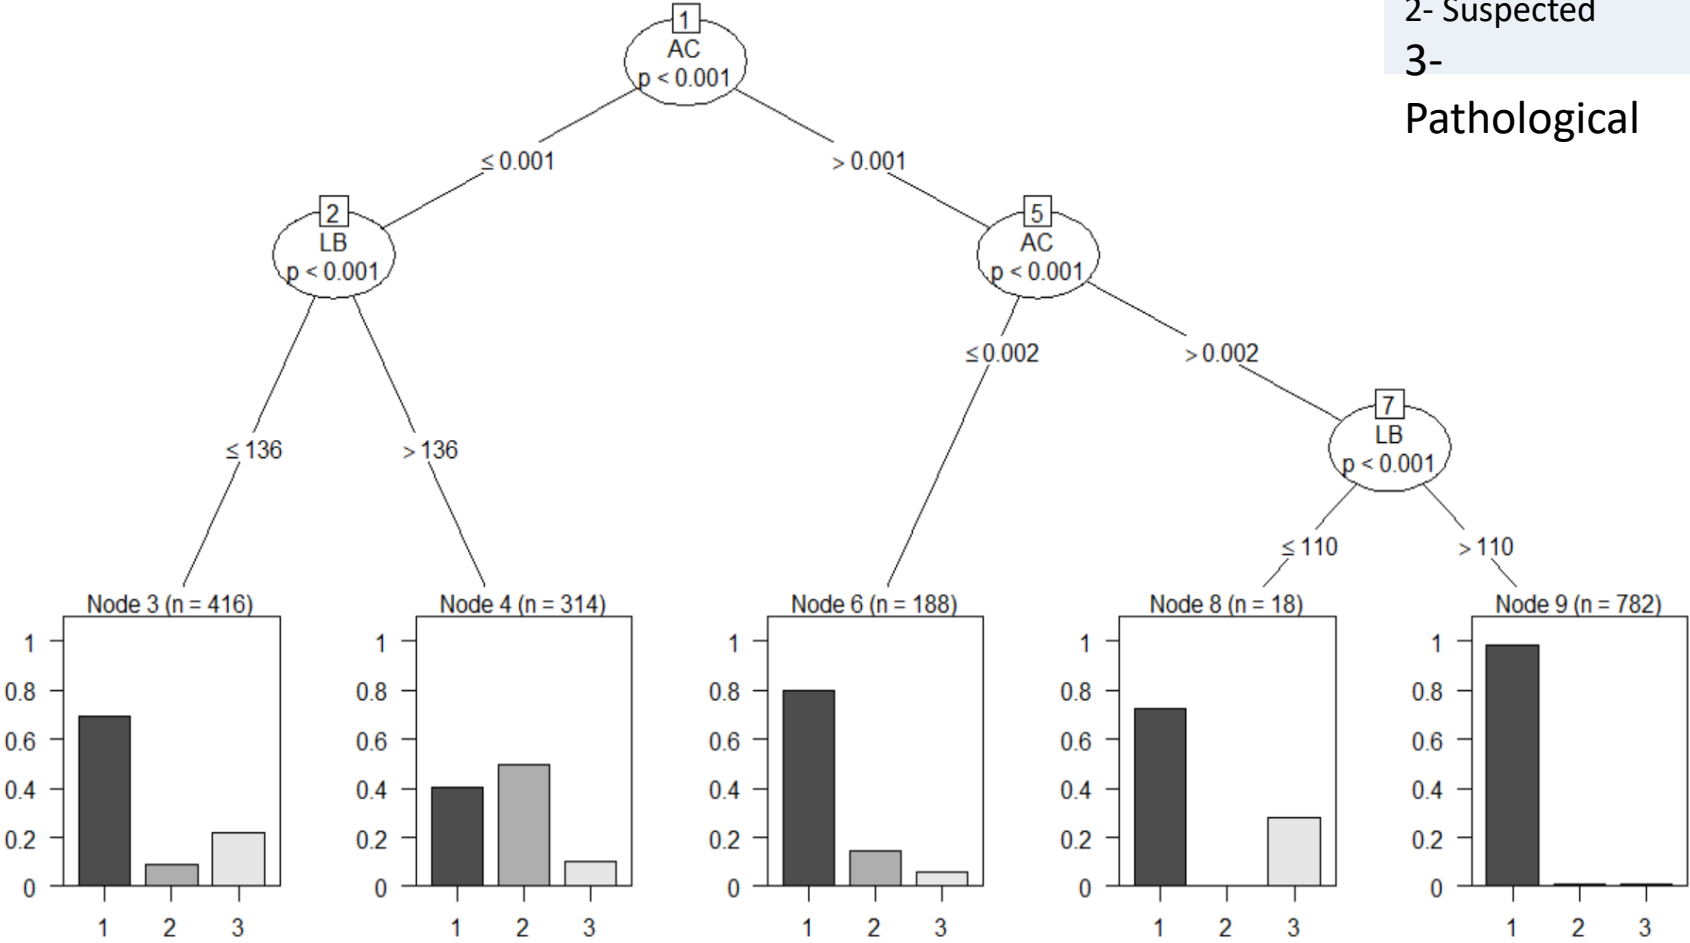 2- Suspected
3-
Pathological
1
AC
p < 0.001
≤ 0.001
> 0.001
2
LB
p < 0.001
5
AC
p < 0.001
≤ 0.002
> 0.002
7
LB
p < 0.001
≤ 136
> 136
≤ 110
> 110
Node 3 (n = 416)
1
0.8
0.6
0.4
0.2
0
1 2 3
Node 4 (n = 314)
1
0.8
0.6
0.4
0.2
0
1 2 3
Node 6 (n = 188)
1
0.8
0.6
0.4
0.2
0
1 2 3
Node 8 (n = 18)
1
0.8
0.6
0.4
0.2
0
1 2 3
Node 9 (n = 782)
1
0.8
0.6
0.4
0.2
0
1 2 3